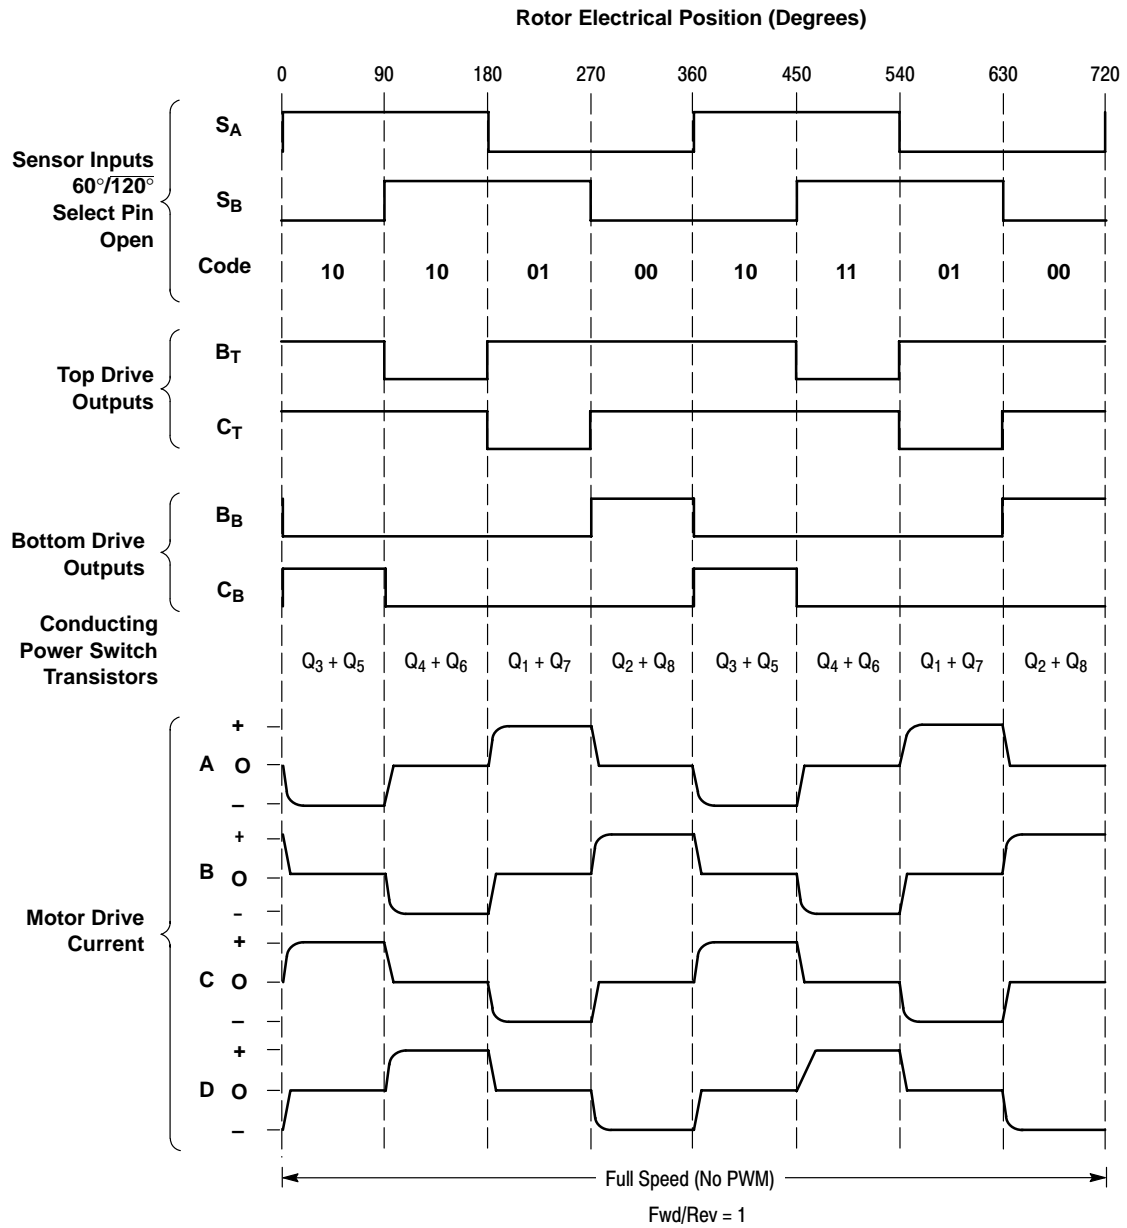 Rotor Electrical Position (Degrees)
0 90 180 270 360 450 540 630 720
Sensor Inputs
60°/120°
Select Pin
Open
SA
SB
Code 10 10 01 00 10 11 01 00
Top Drive
Outputs
BT
CT
Bottom Drive
Outputs
BB
CB
Conducting
Power Switch
Transistors
Q3 + Q5 Q4 + Q6 Q1 + Q7 Q2 + Q8 Q3 + Q5 Q4 + Q6 Q1 + Q7 Q2 + Q8
Motor Drive
Current
+
A O
–
+
B O
–
+
C O
–
+
D O
–
Full Speed (No PWM)
Fwd/Rev = 1